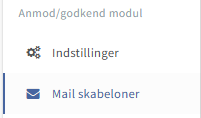 Anmod/godkend modul
Indstillinger
Mail skabeloner